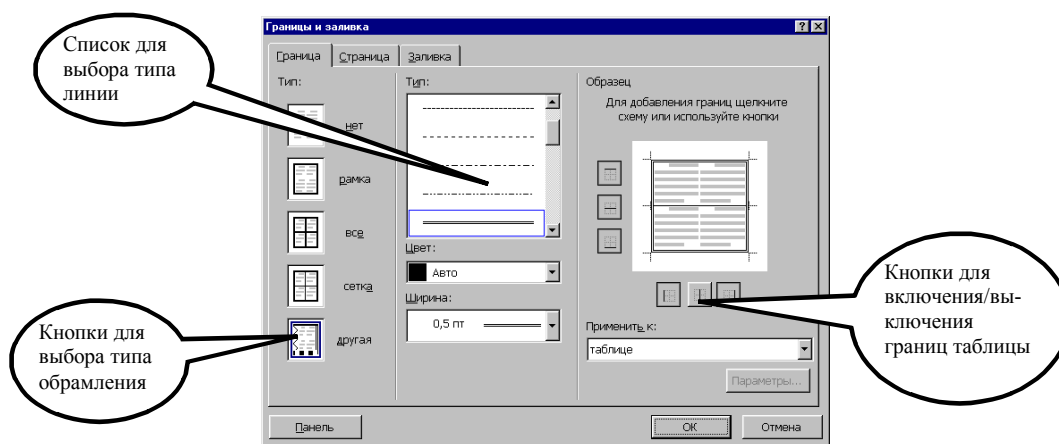 Границы и заливка
Граница
Страница
Заливка
Тип:
нет
рамка
все
сетка
другая
Тип:
Цвет:
Авто
Ширина:
0,5 пт
Образец
Для добавления границ щелкните
схему или используйте кнопки
Применить к:
таблице
Параметры...
Панель
ОК
Отмена
Список для
выбора типа
линии
Кнопки для
выбора типа
обрамления
Кнопки для
включения/вы-
ключения
границ таблицы